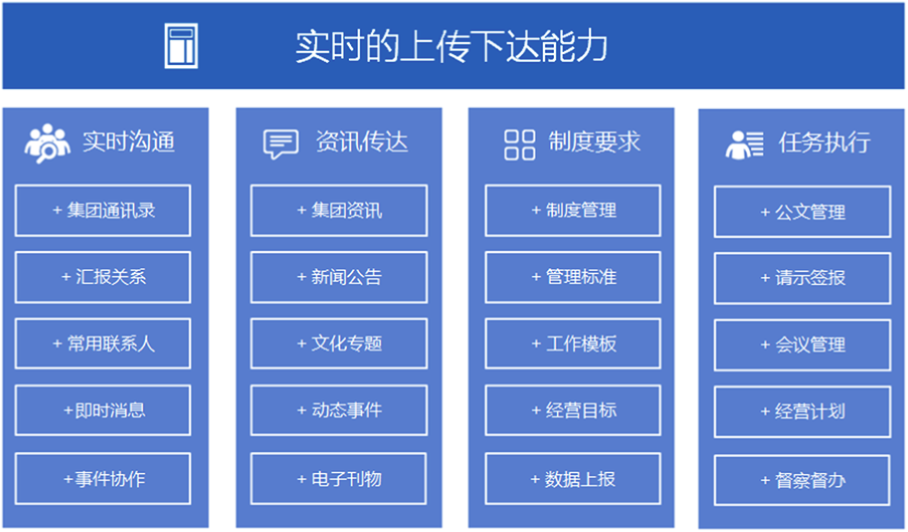 实时的上传下达能力
实时沟通
+ 集团通讯录
+ 汇报关系
+ 常用联系人
+即时消息
+事件协作
资讯传达
+ 集团资讯
+ 新闻公告
+ 文化专题
+ 动态事件
+ 电子刊物
制度要求
+ 制度管理
+ 管理标准
+ 工作模板
+ 经营目标
+ 数据上报
任务执行
+ 公文管理
+ 请示签报
+ 会议管理
+ 经营计划
+ 督察督办